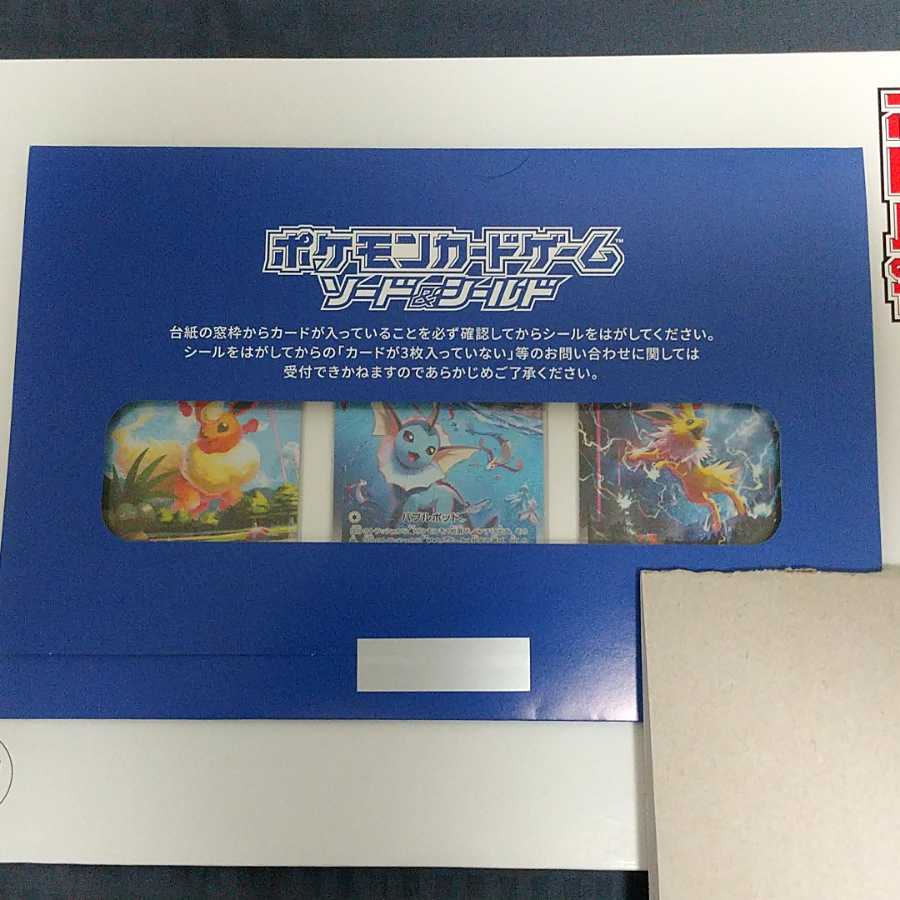 ポケモンカードゲーム™
ソード&シールド
台紙の窓枠からカードが入っていることを必ず確認してからシールをはがしてください。
シールをはがしてからの「カードが3枚入っていない」等のお問い合わせに関しては
受付できかねますのであらかじめご了承ください。
バブルポッド